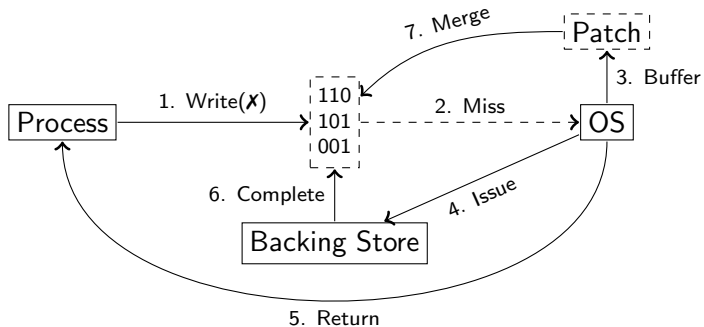 7. Merge
Patch
3. Buffer
1. Write(✗)
110
101
001
2. Miss
Process
OS
6. Complete
4. Issue
Backing Store
5. Return